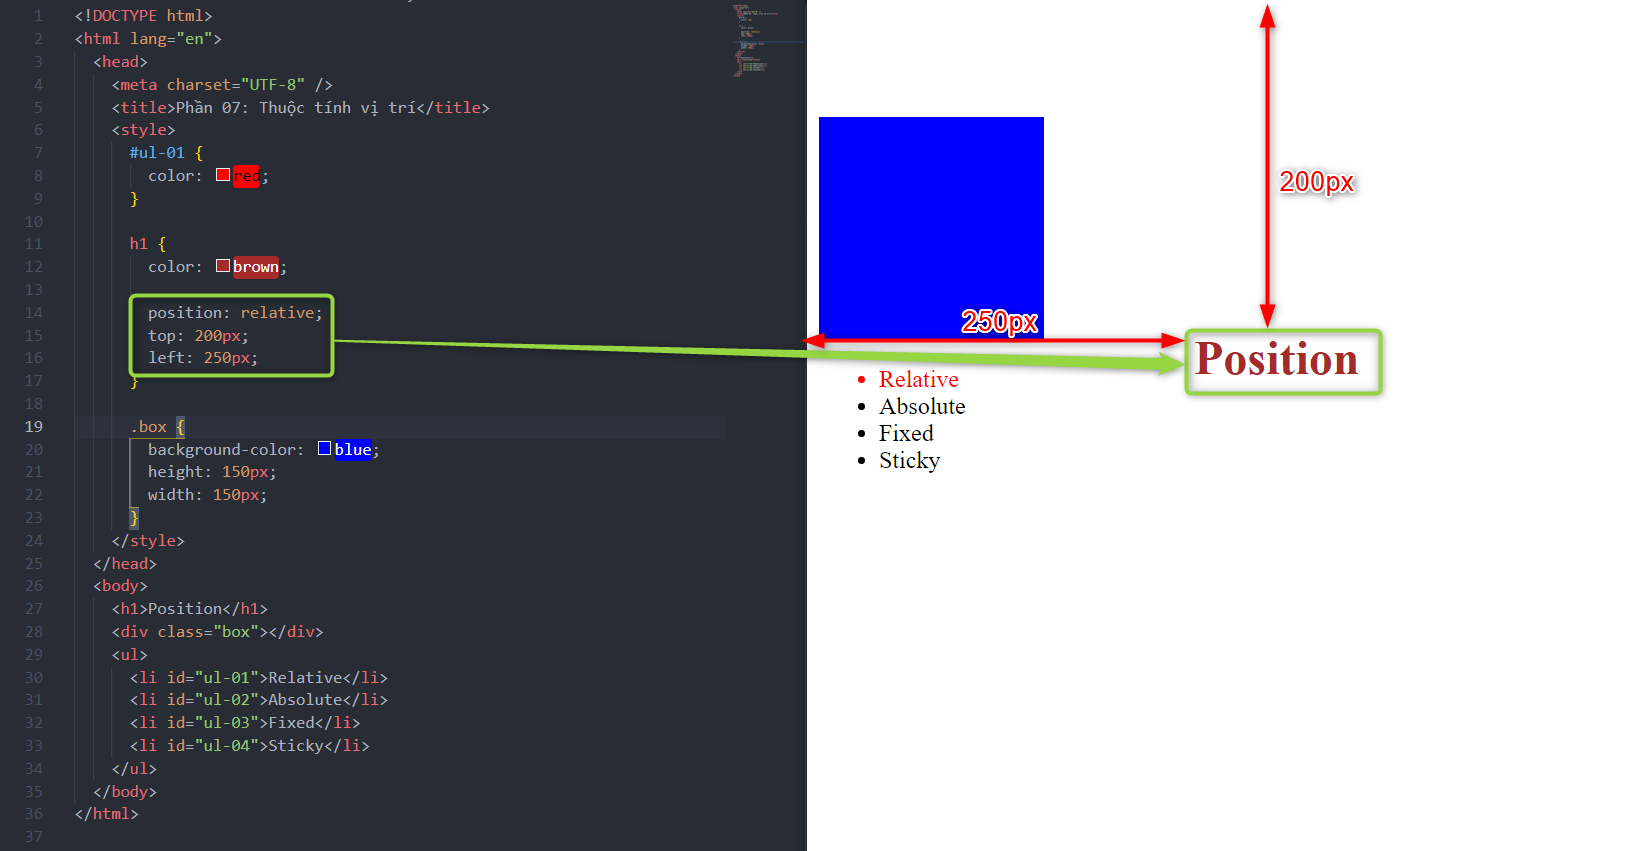 1 <!DOCTYPE html>
2 <html lang="en">
3 <head>
4 <meta charset="UTF-8" />
5 <title>Phần 07: Thuộc tính vị trí</title>
6 <style>
7 #ul-01 {
8 color: red;
9 }
10
11 h1 {
12 color: brown;
13
14 position: relative;
15 top: 200px;
16 left: 250px;
17 }
18
19 .box {
20 background-color: blue;
21 height: 150px;
22 width: 150px;
23 }
24 </style>
25 </head>
26 <body>
27 <h1>Position</h1>
28 <div class="box"></div>
29 <ul>
30 <li id="ul-01">Relative</li>
31 <li id="ul-02">Absolute</li>
32 <li id="ul-03">Fixed</li>
33 <li id="ul-04">Sticky</li>
34 </ul>
35 </body>
36 </html>
37
200px
250px
Position
Relative
Absolute
Fixed
Sticky